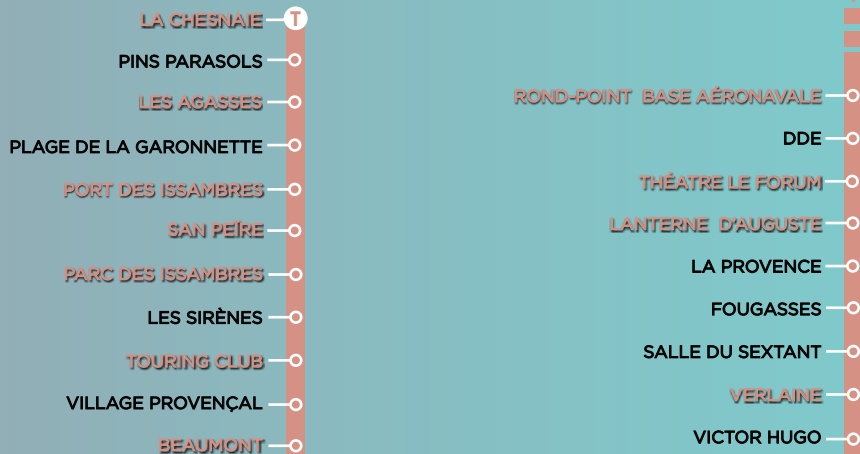 LA CHESNAIE T
PINS PARASOLS
LES AGASSES
PLAGE DE LA GARONNETTE
PORT DES ISSAMBRES
SAN PEÏRE
PARC DES ISSAMBRES
LES SIRÈNES
TOURING CLUB
VILLAGE PROVENÇAL
BEAUMONT
ROND-POINT BASE AÉRONAVALE
DDE
THÉATRE LE FORUM
LANTERNE D'AUGUSTE
LA PROVENCE
FOUGASSES
SALLE DU SEXTANT
VERLAINE
VICTOR HUGO